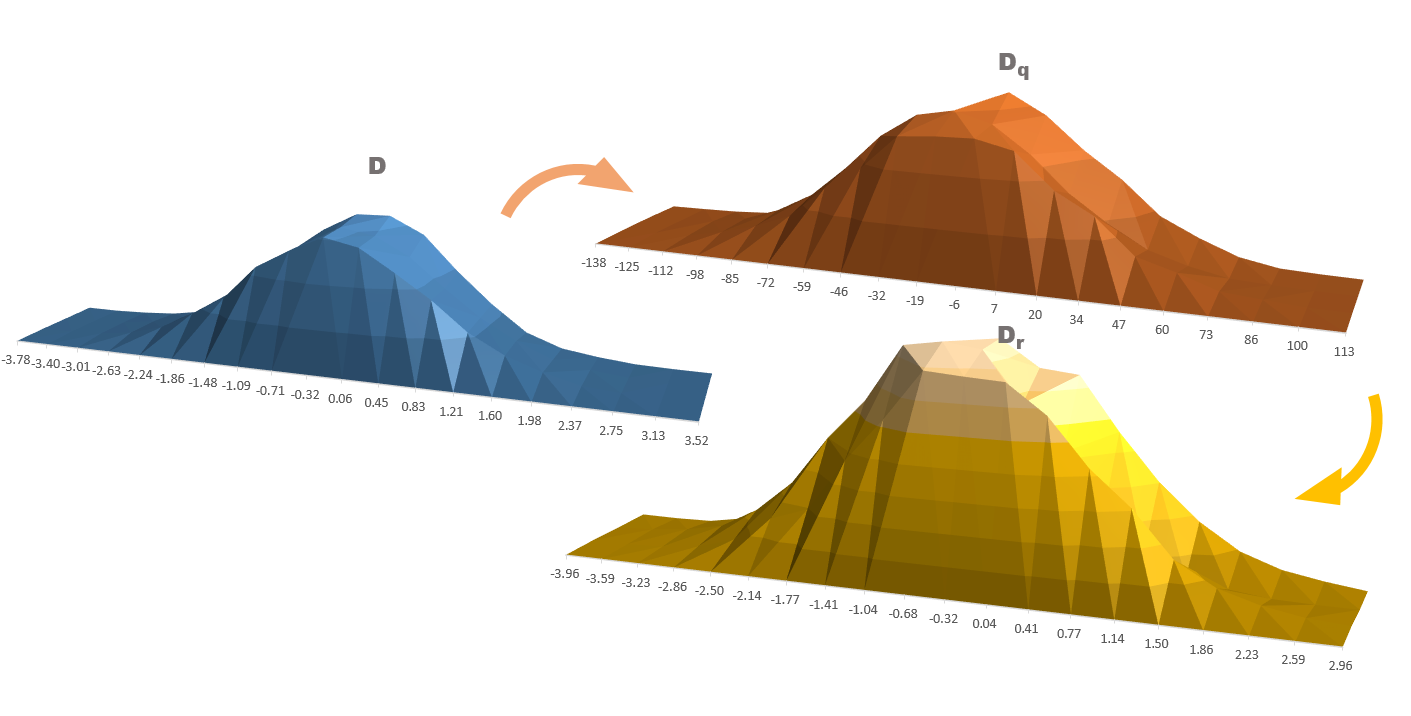 D
-3.78 -3.40 -3.01 -2.63 -2.24 -1.86 -1.48 -1.09 -0.71 -0.32 0.06 0.45 0.83 1.21 1.60 1.98 2.37 2.75 3.13 3.52
Dq
-138 -125 -112 -98 -85 -72 -59 -46 -32 -19 -6 7 20 34 47 60 73 86 100 113
Dr
-3.96 -3.59 -3.23 -2.86 -2.50 -2.14 -1.77 -1.41 -1.04 -0.68 -0.32 0.04 0.41 0.77 1.14 1.50 1.86 2.23 2.59 2.96